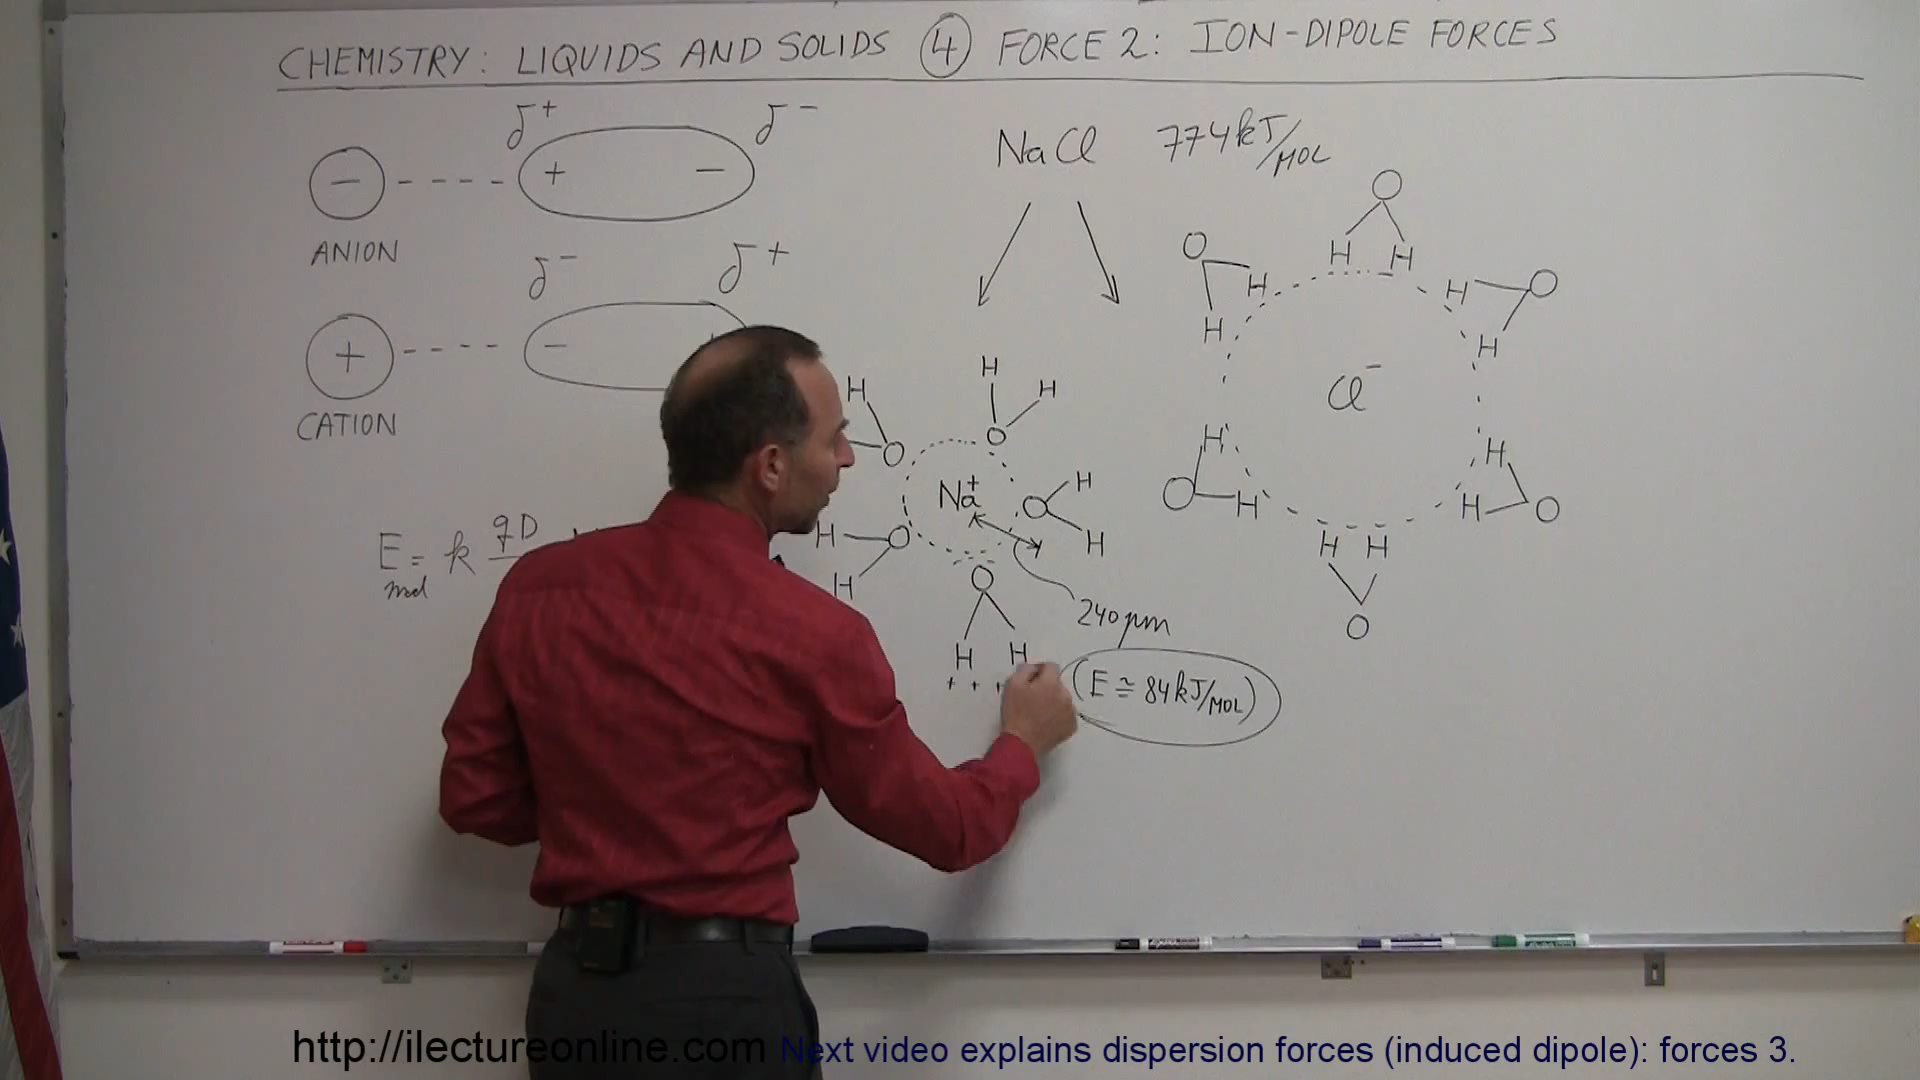 CHEMISTRY: LIQUIDS AND SOLIDS ④ FORCE 2: ION-DIPOLE FORCES
δ+ δ-
- + -
ANION
δ- δ+
+ -
CATION
E = k qD
NaCl 774 kJ/MOL
O
H H
O H
H
H O
H
Cl-
H
O H
H
H O
H H
O
H
O
H H
O
Na+
O H
H
H O
H
O
H H
+ + +
240 pm
(E ≅ 84 kJ/MOL)
http://ilectureonline.com Next video explains dispersion forces (induced dipole): forces 3.